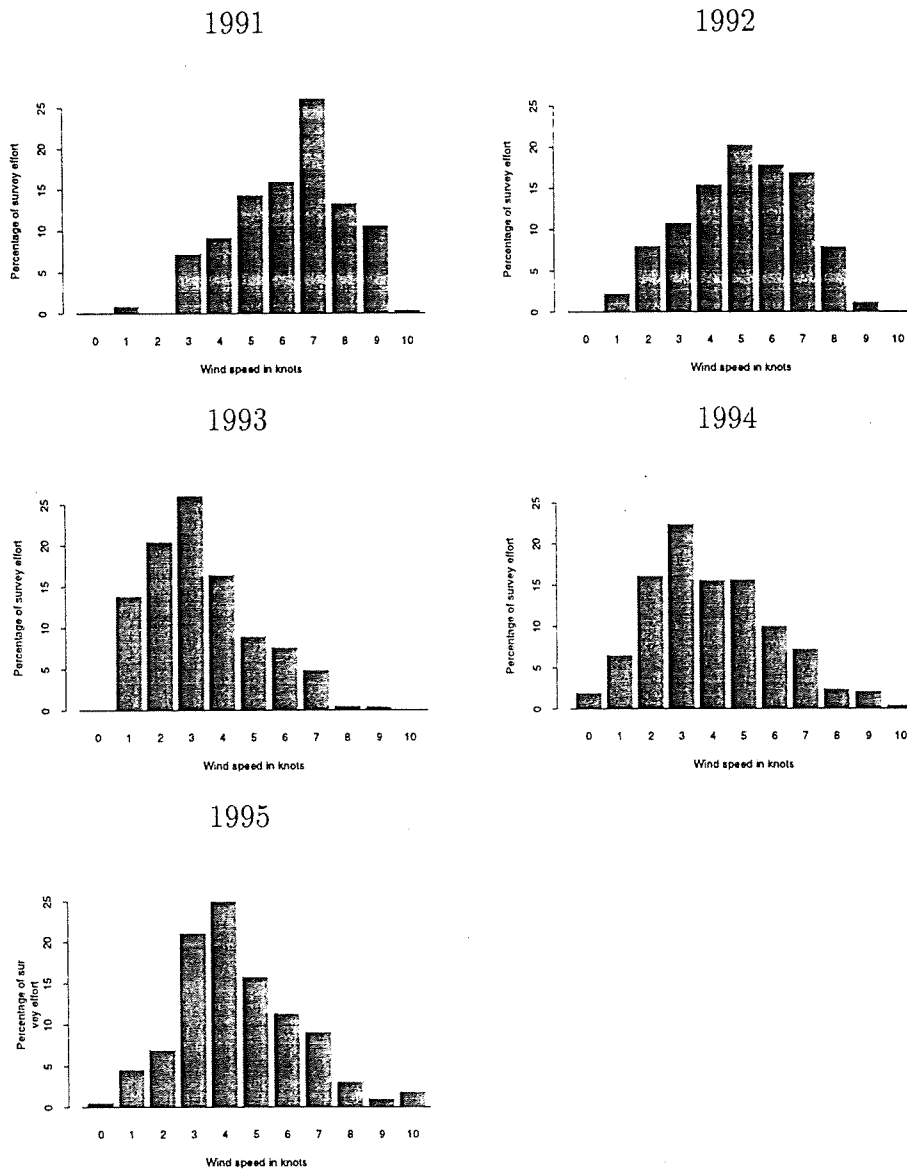 1991
Percentage of survey effort
0 5 10 15 20 25
0 1 2 3 4 5 6 7 8 9 10
Wind speed in knots
1992
Percentage of survey effort
0 5 10 15 20 25
0 1 2 3 4 5 6 7 8 9 10
Wind speed in knots
1993
Percentage of survey effort
0 5 10 15 20 25
0 1 2 3 4 5 6 7 8 9 10
Wind speed in knots
1994
Percentage of survey effort
0 5 10 15 20 25
0 1 2 3 4 5 6 7 8 9 10
Wind speed in knots
1995
Percentage of sur
vey effort
0 5 10 15 20 25
0 1 2 3 4 5 6 7 8 9 10
Wind speed in knots